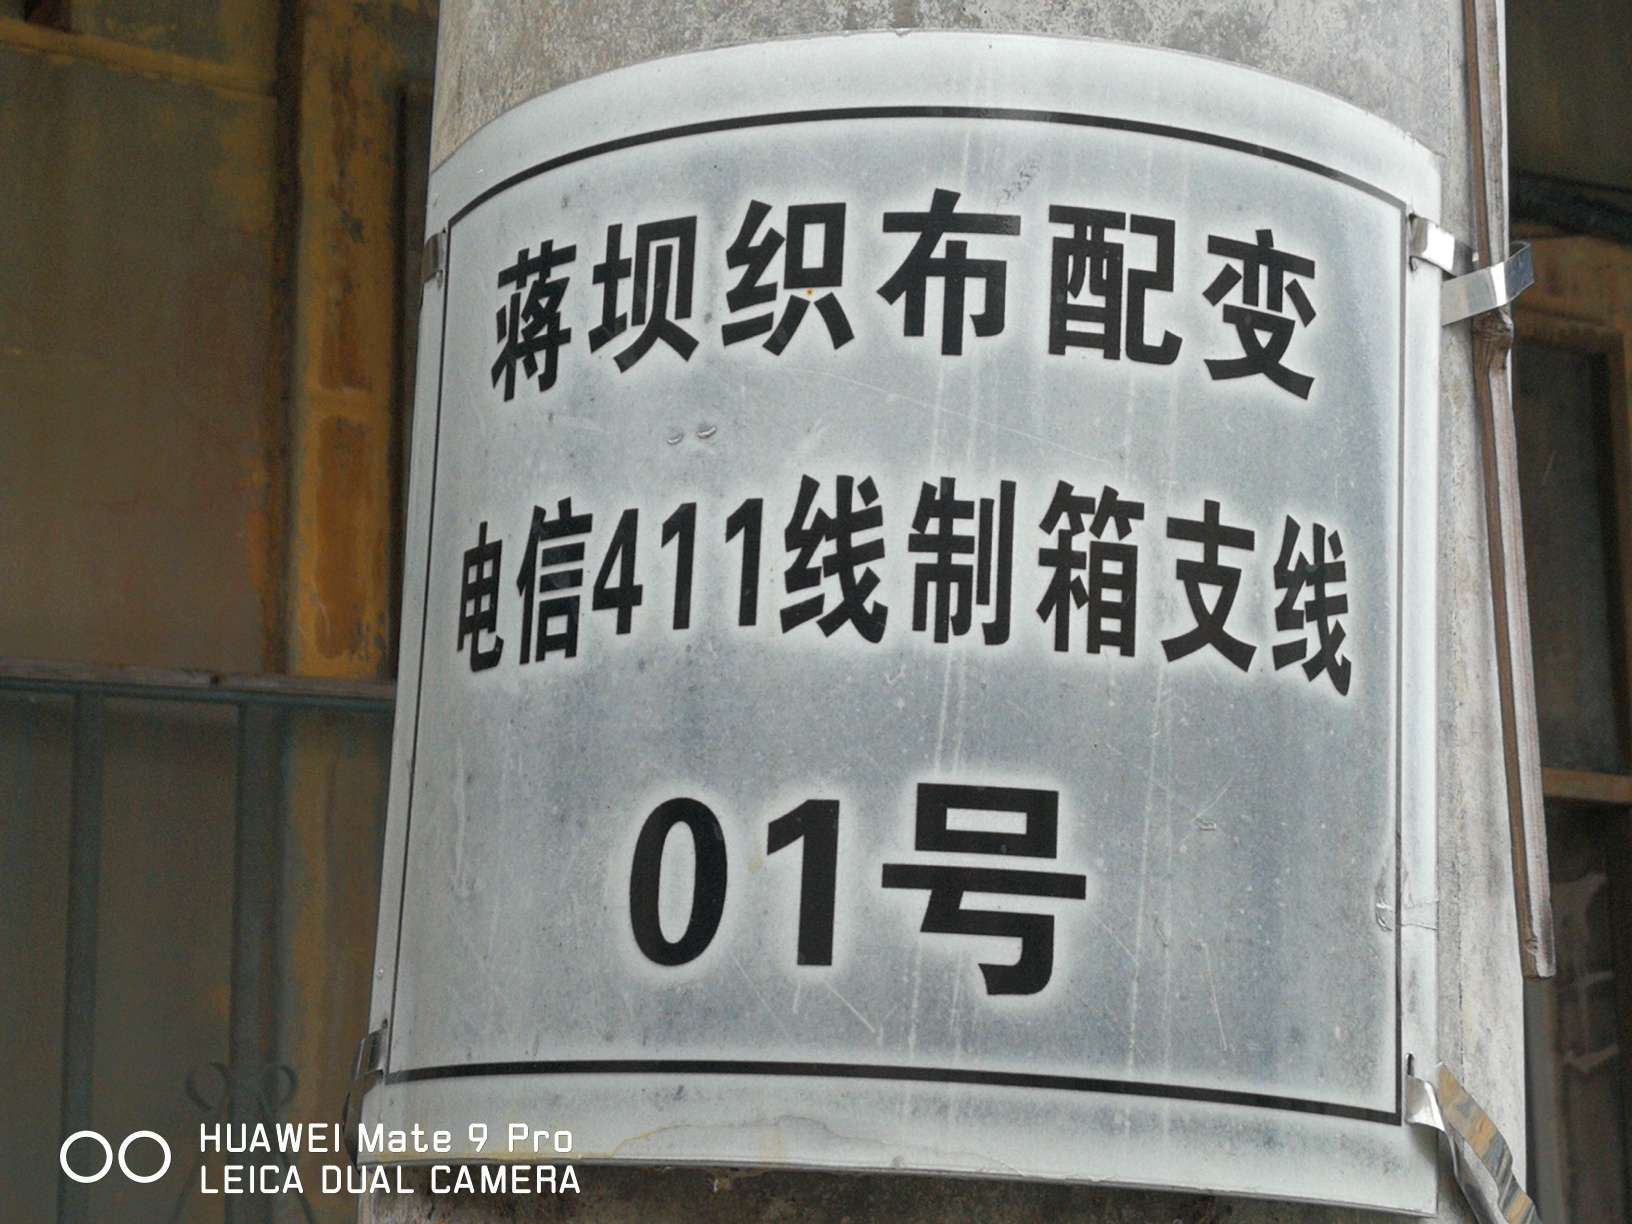 蒋坝织布配变
电信411线制箱支线
01号
HUAWEI Mate 9 Pro
LEICA DUAL CAMERA